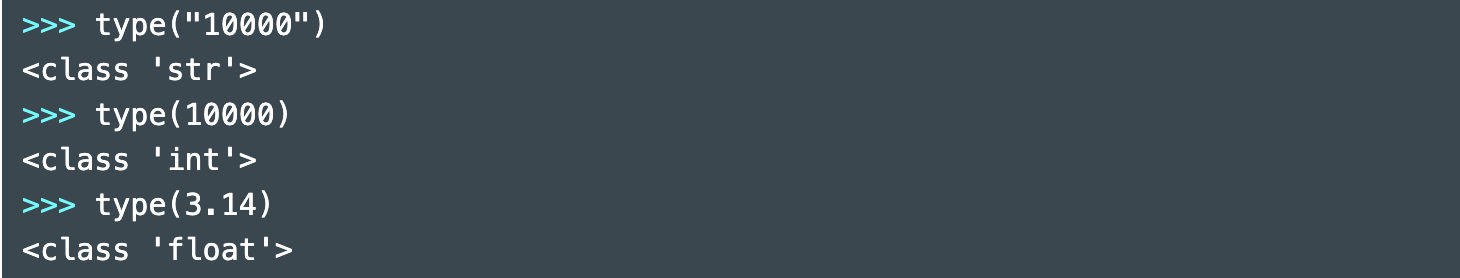 >>> type("10000")
<class 'str'>
>>> type(10000)
<class 'int'>
>>> type(3.14)
<class 'float'>